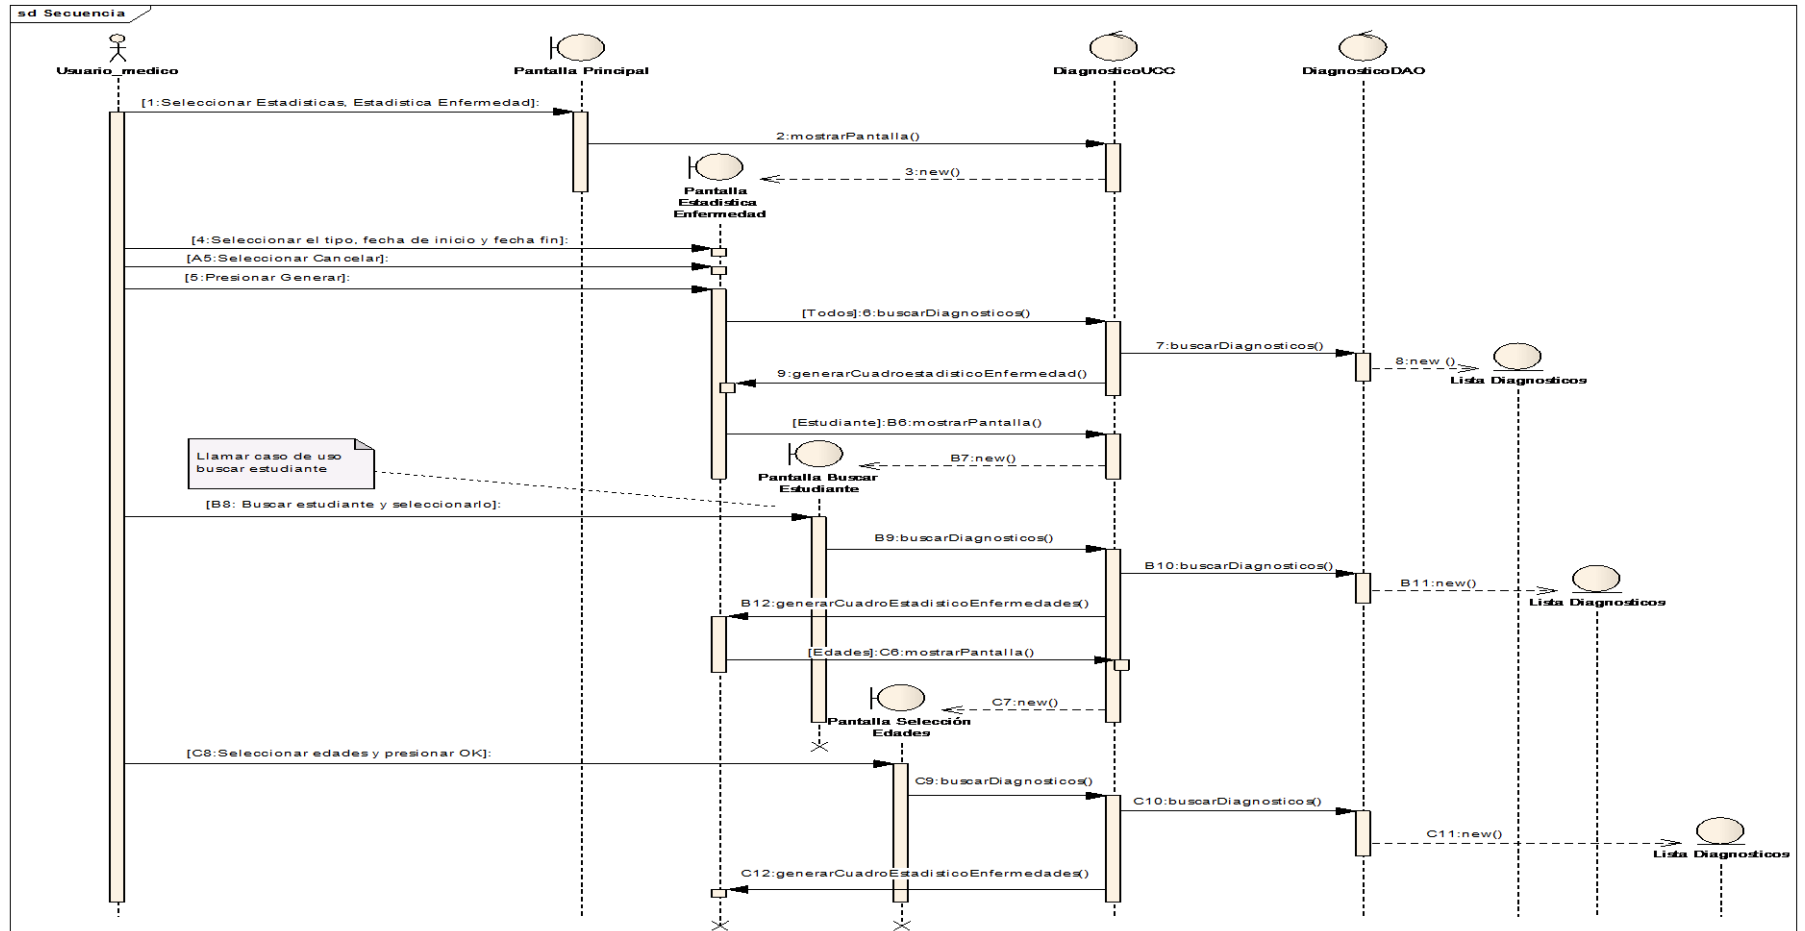 sd Secuencia
Usuario_medico
Pantalla Principal
DiagnosticoUCC
DiagnosticoDAO
[1:Seleccionar Estadisticas, Estadistica Enfermedad]:
2:mostrarPantalla()
3:new()
Pantalla
Estadistica
Enfermedad
[4:Seleccionar el tipo, fecha de inicio y fecha fin]:
[A5:Seleccionar Cancelar]:
[5:Presionar Generar]:
[Todos]:6:buscarDiagnosticos()
7:buscarDiagnosticos()
8:new ()
Lista Diagnosticos
9:generarCuadroestadisticoEnfermedad()
[Estudiante]:B6:mostrarPantalla()
B7:new()
Pantalla Buscar
Estudiante
Llamar caso de uso
buscar estudiante
[B8: Buscar estudiante y seleccionarlo]:
B9:buscarDiagnosticos()
B10:buscarDiagnosticos()
B11:new()
Lista Diagnosticos
B12:generarCuadroEstadisticoEnfermedades()
[Edades]:C6:mostrarPantalla()
C7:new()
Pantalla Selección
Edades
[C8:Seleccionar edades y presionar OK]:
C9:buscarDiagnosticos()
C10:buscarDiagnosticos()
C11:new()
Lista Diagnosticos
C12:generarCuadroEstadisticoEnfermedades()